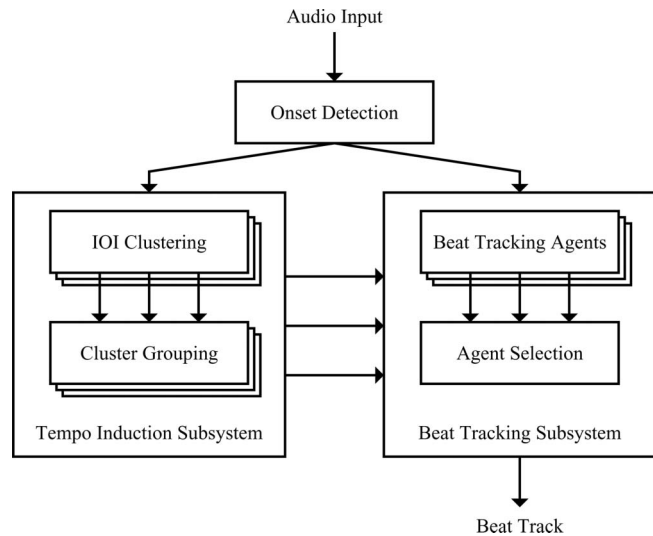 Audio Input
Onset Detection
IOI Clustering
Cluster Grouping
Tempo Induction Subsystem
Beat Tracking Agents
Agent Selection
Beat Tracking Subsystem
Beat Track